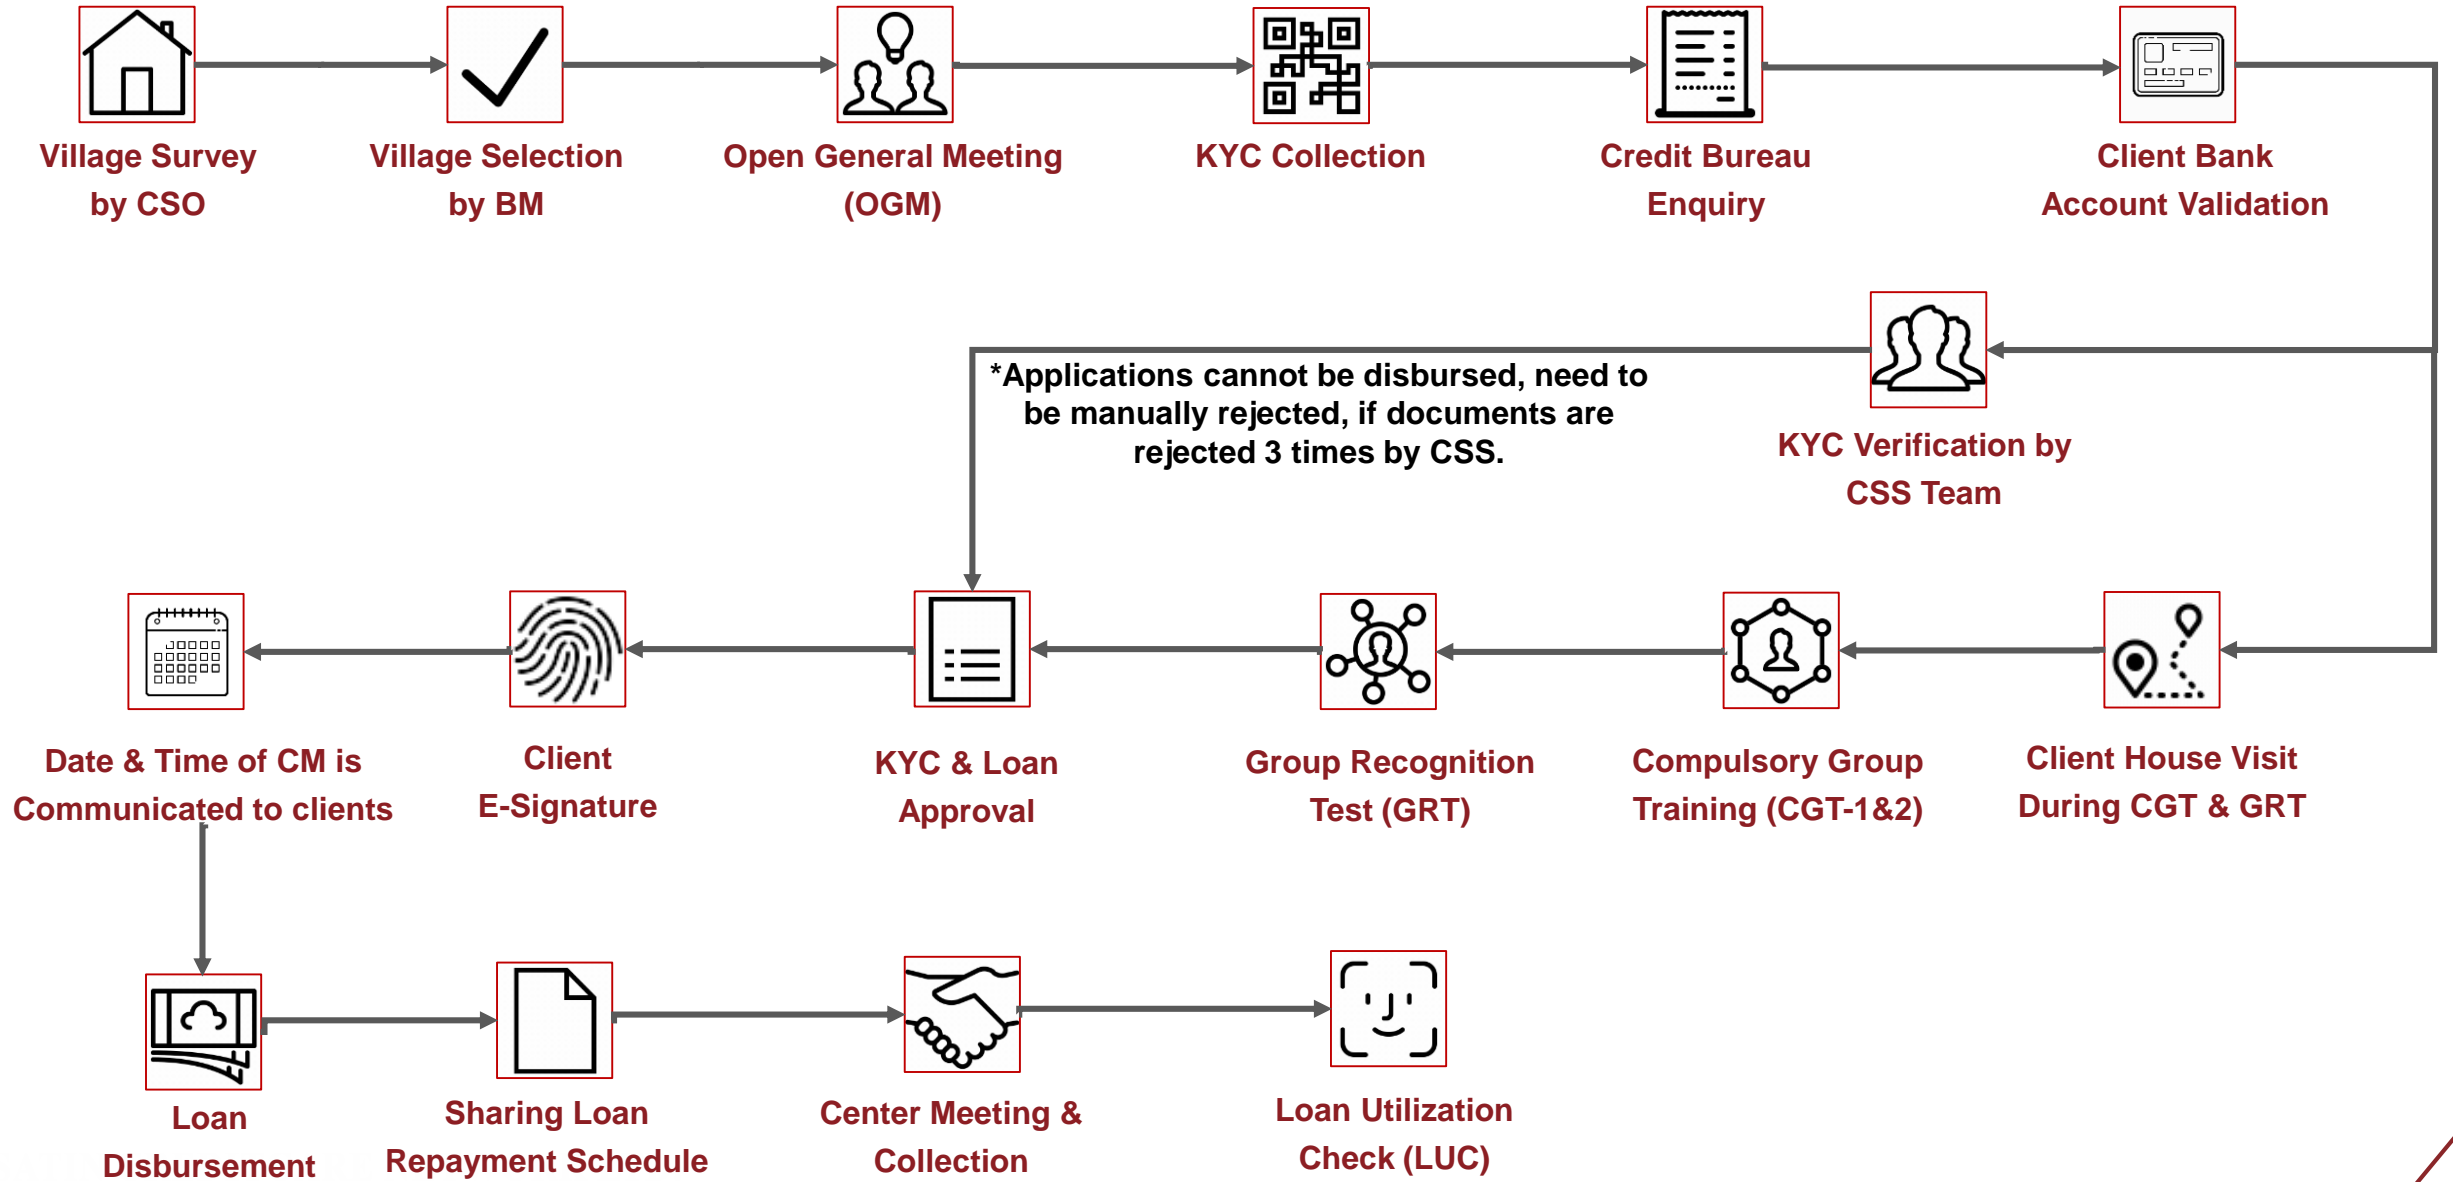 Village Survey
by CSO
Village Selection
by BM
Open General Meeting
(OGM)
KYC Collection
Credit Bureau
Enquiry
Client Bank
Account Validation
*Applications cannot be disbursed, need to
be manually rejected, if documents are
rejected 3 times by CSS.
KYC Verification by
CSS Team
Date & Time of CM is
Communicated to clients
Client
E-Signature
KYC & Loan
Approval
Group Recognition
Test (GRT)
Compulsory Group
Training (CGT-1&2)
Client House Visit
During CGT & GRT
Loan
Disbursement
Sharing Loan
Repayment Schedule
Center Meeting &
Collection
Loan Utilization
Check (LUC)